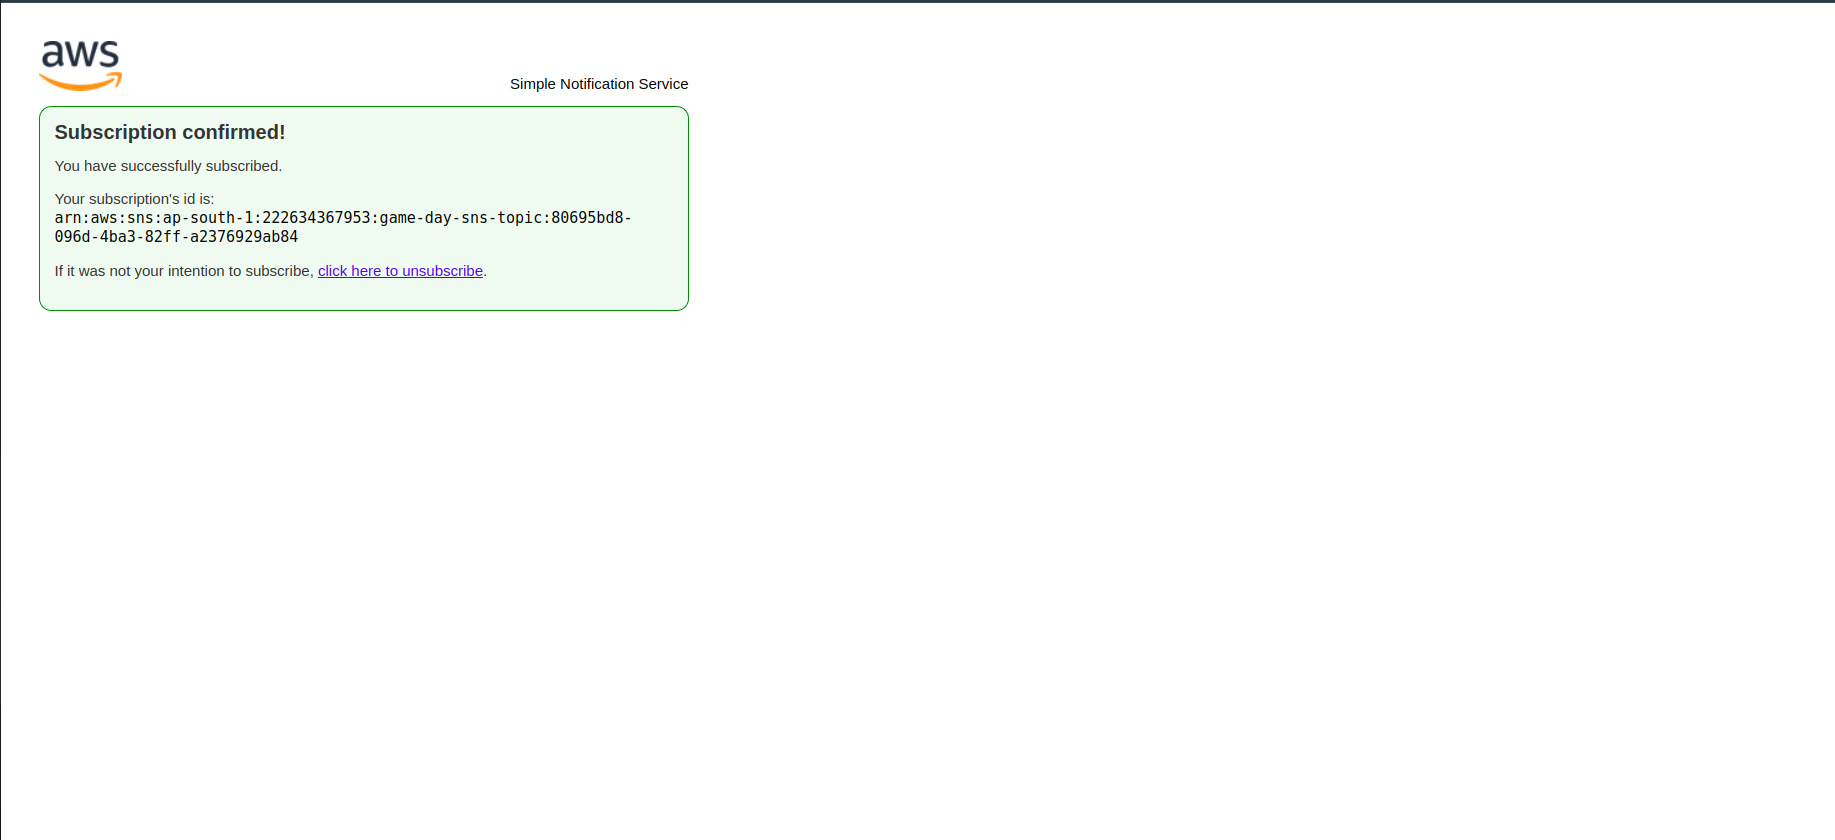 aws
Simple Notification Service
Subscription confirmed!
You have successfully subscribed.
Your subscription's id is:
arn:aws:sns:ap-south-1:222634367953:game-day-sns-topic:80695bd8-
096d-4ba3-82ff-a2376929ab84
If it was not your intention to subscribe, click here to unsubscribe.